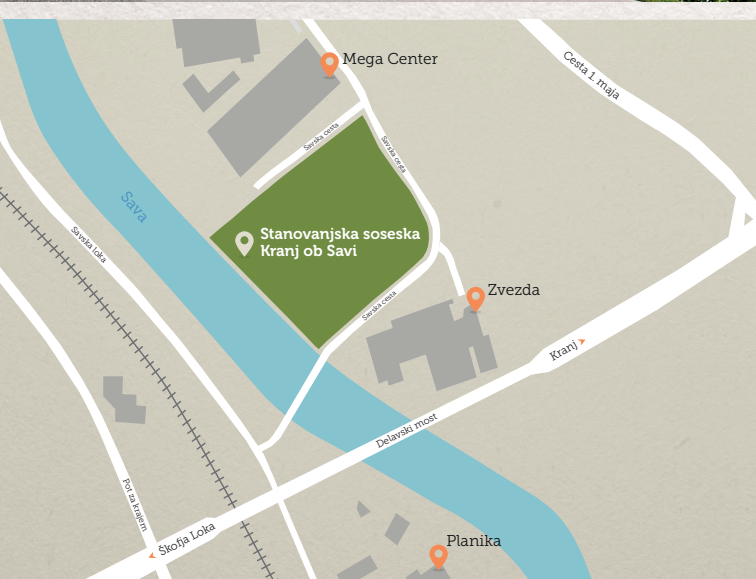 Mega Center
Cesta 1. maja
Savska cesta
Savska cesta
Sava
Savska loka
Stanovanjska soseska
Kranj ob Savi
Zvezda
Savska cesta
Kranj
Delavski most
Pot za krajem
Škofja Loka
Planika